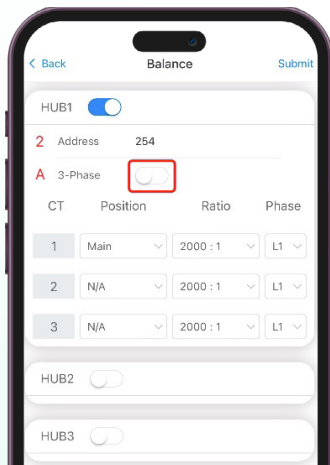 Back Balance Submit
HUB1
2 Address 254
A 3-Phase
CT Position Ratio Phase
1 Main 2000 : 1 L1
2 N/A 2000 : 1 L1
3 N/A 2000 : 1 L1
HUB2
HUB3